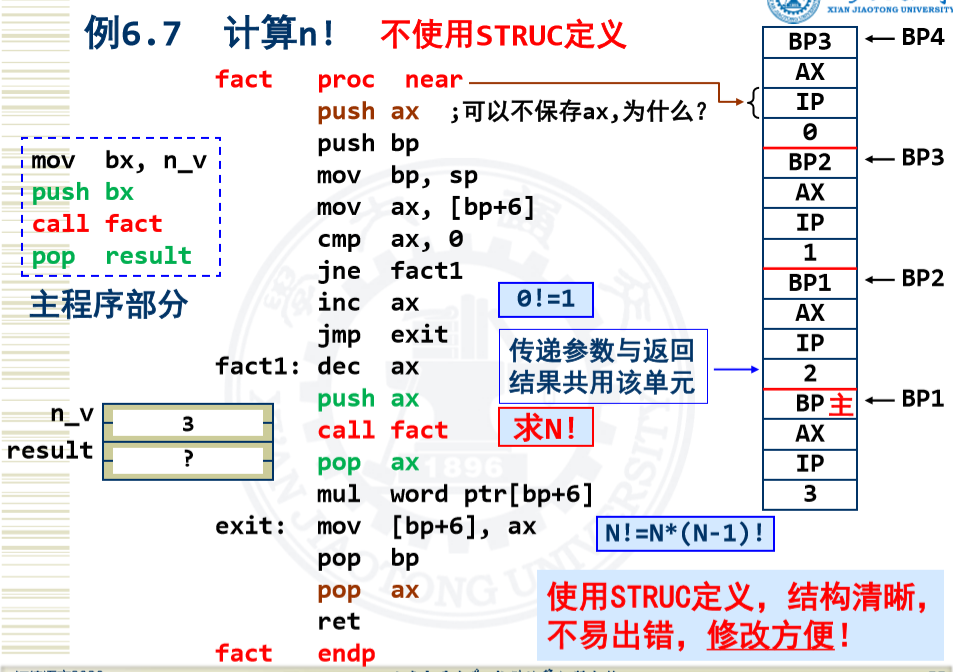 例6.7 计算n! 不使用STRUC定义
XIAN JIAOTONG UNIVERSITY
fact proc near
push ax ;可以不保存ax,为什么?
push bp
mov bp, sp
mov ax, [bp+6]
cmp ax, 0
jne fact1
inc ax
jmp exit
fact1: dec ax
push ax
call fact
pop ax
mul word ptr[bp+6]
exit: mov [bp+6], ax
pop bp
pop ax
ret
fact endp
mov bx, n_v
push bx
call fact
pop result
主程序部分
n_v 3
result ?
0!=1
传递参数与返回
结果共用该单元
求N!
N!=N*(N-1)!
BP3 BP4
AX
IP
0
BP2 BP3
AX
IP
1
BP1 BP2
AX
IP
2
BP主 BP1
AX
IP
3
使用STRUC定义，结构清晰，
不易出错，修改方便！
1896
XI'AN JIAOTONG UNIVERSITY